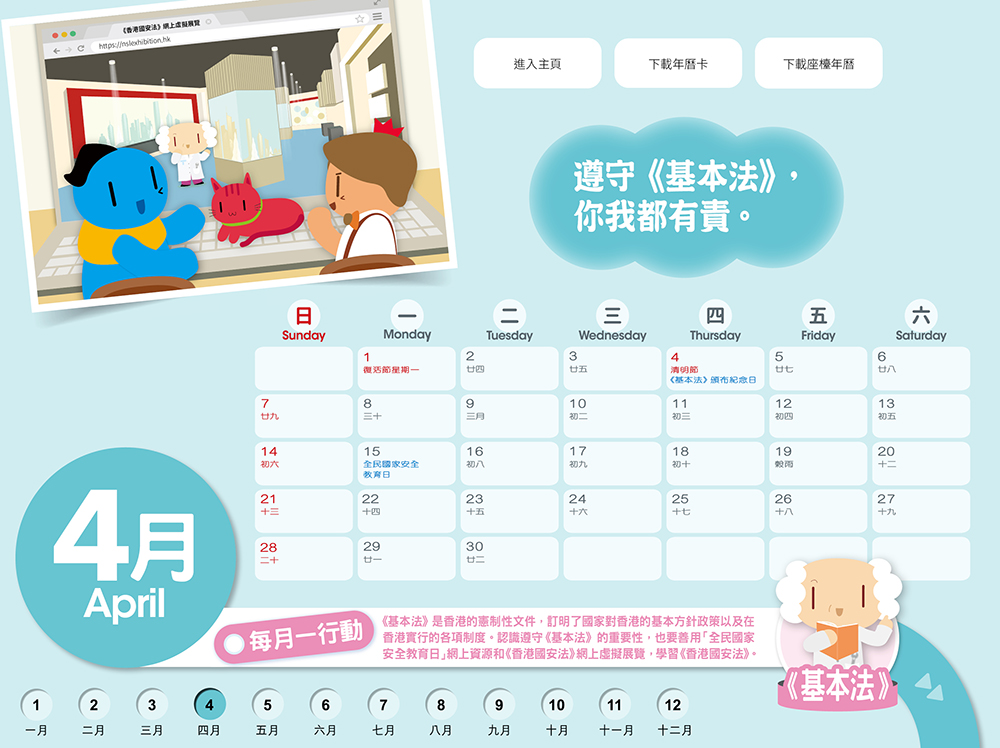 《香港國安法》網上虛擬展覽
https://nslexhibition.hk
進入主頁
下載年曆卡
下載座檯年曆
遵守《基本法》，
你我都有責。
日 一 二 三 四 五 六
Sunday Monday Tuesday Wednesday Thursday Friday Saturday
1 2 3 4 5 6
復活節星期一 廿四 廿五 清明節 廿七 廿八
《基本法》頒布紀念日
7 8 9 10 11 12 13
廿九 三十 三月 初二 初三 初四 初五
14 15 16 17 18 19 20
初六 全民國家安全 初八 初九 初十 穀雨 十二
教育日
21 22 23 24 25 26 27
十三 十四 十五 十六 十七 十八 十九
28 29 30
二十 廿一 廿二
4月
April
每月一行動
《基本法》是香港的憲制性文件，訂明了國家對香港的基本方針政策以及在
香港實行的各項制度。認識遵守《基本法》的重要性，也要善用「全民國家
安全教育日」網上資源和《香港國安法》網上虛擬展覽，學習《香港國安法》。
《基本法》
1 2 3 4 5 6 7 8 9 10 11 12
一月 二月 三月 四月 五月 六月 七月 八月 九月 十月 十一月 十二月